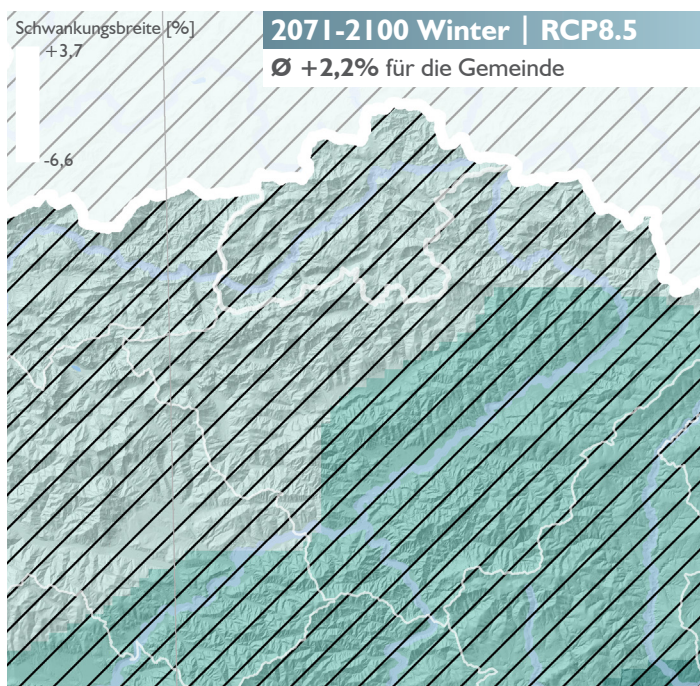 Schwankungsbreite [%]
+3,7
-6,6
2071-2100 Winter | RCP8.5
Ø +2,2% für die Gemeinde